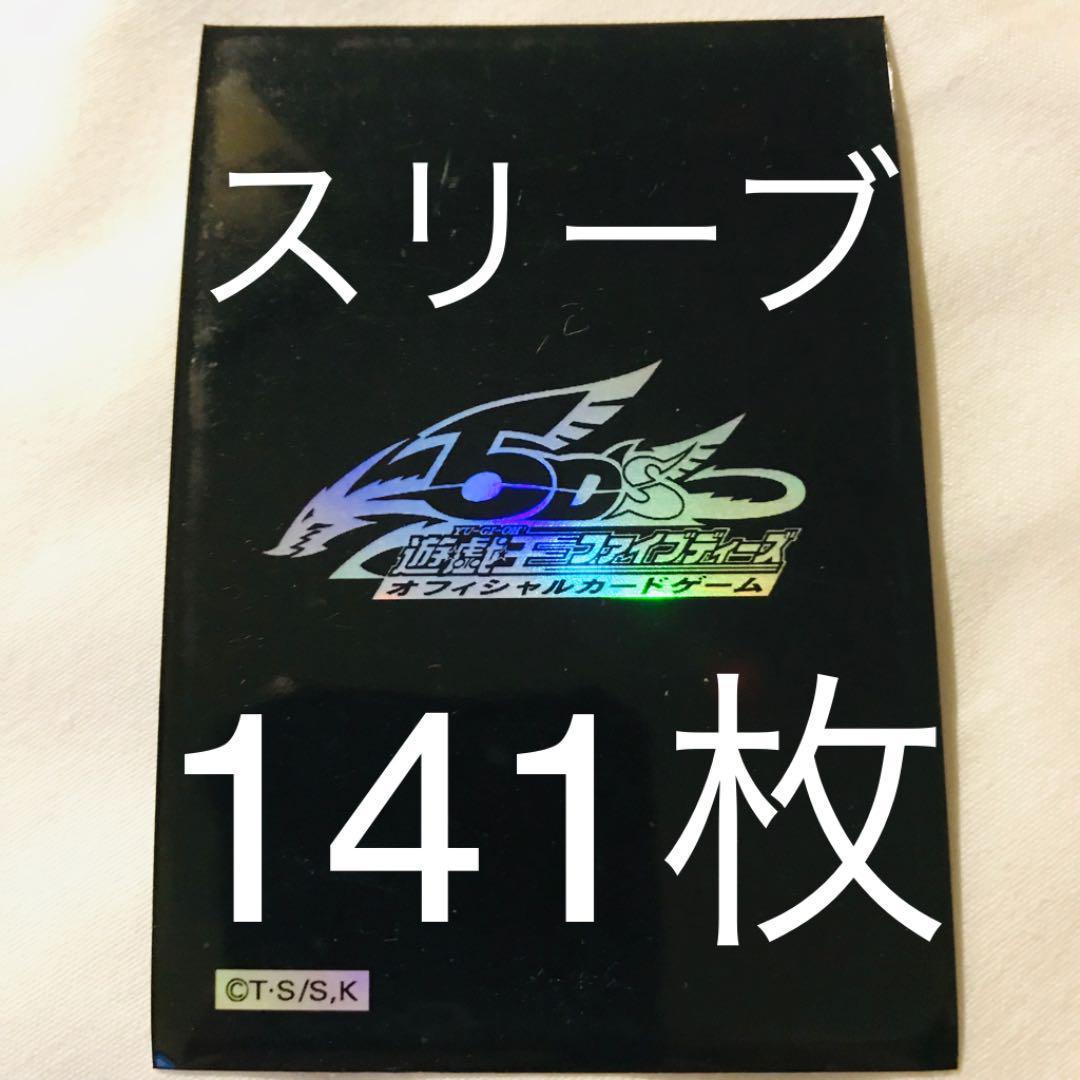 スリーブ
5D's
YU-GI-OH!
遊戯王ファイブディーズ
オフィシャルカードゲーム
141枚
©T・S/S,K